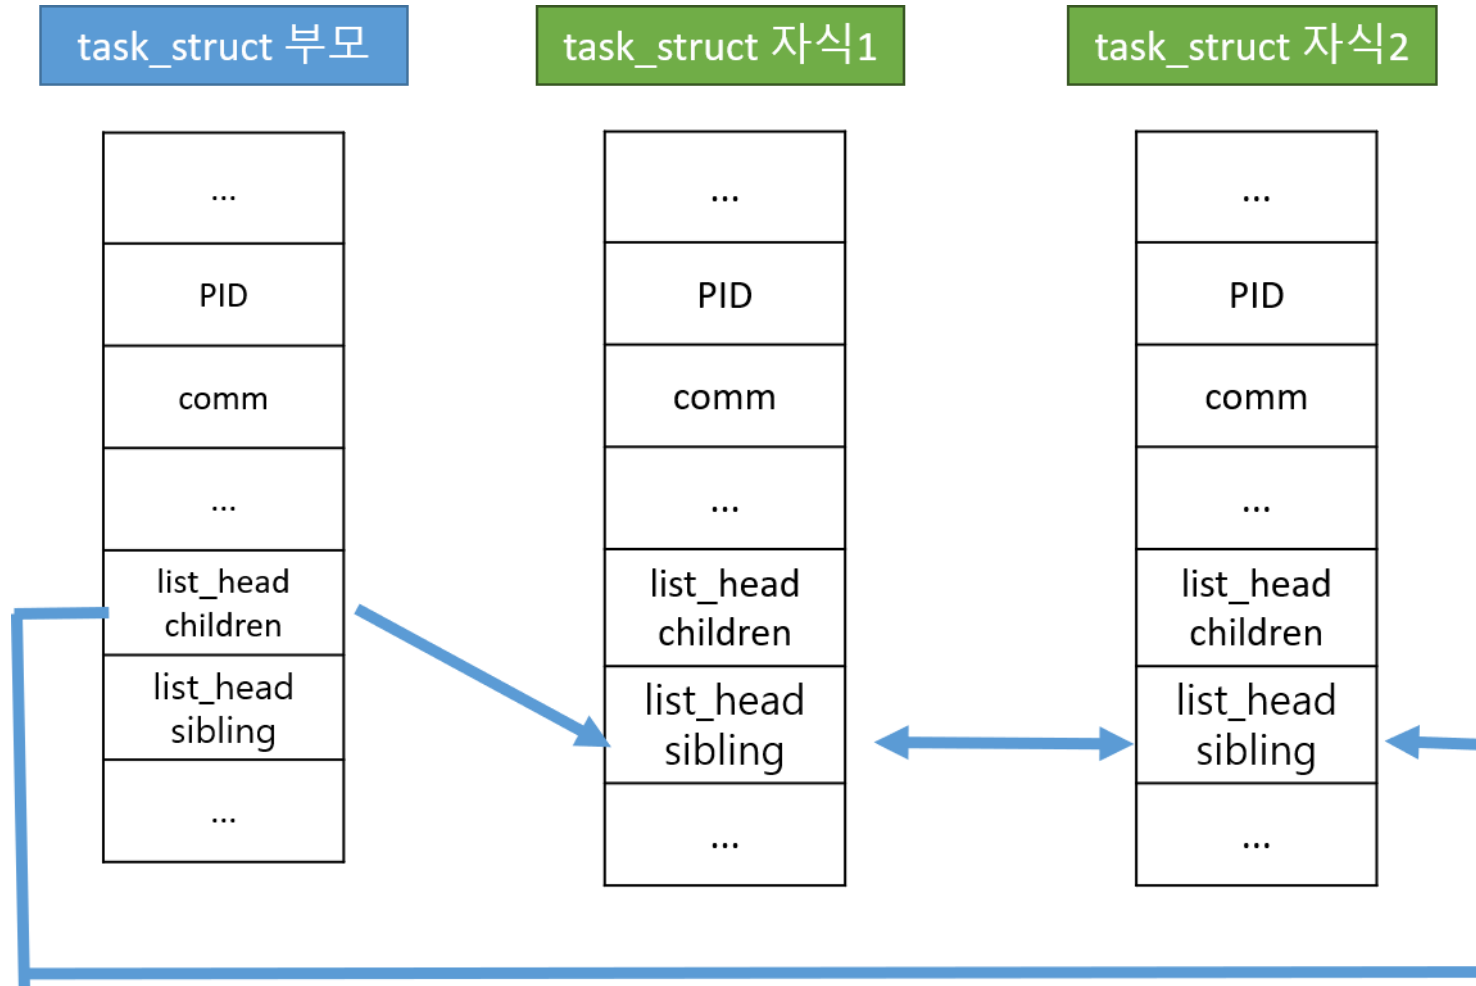 task_struct 부모
task_struct 자식1
task_struct 자식2
...
PID
comm
...
list_head
children
list_head
sibling
...
...
PID
comm
...
list_head
children
list_head
sibling
...
...
PID
comm
...
list_head
children
list_head
sibling
...